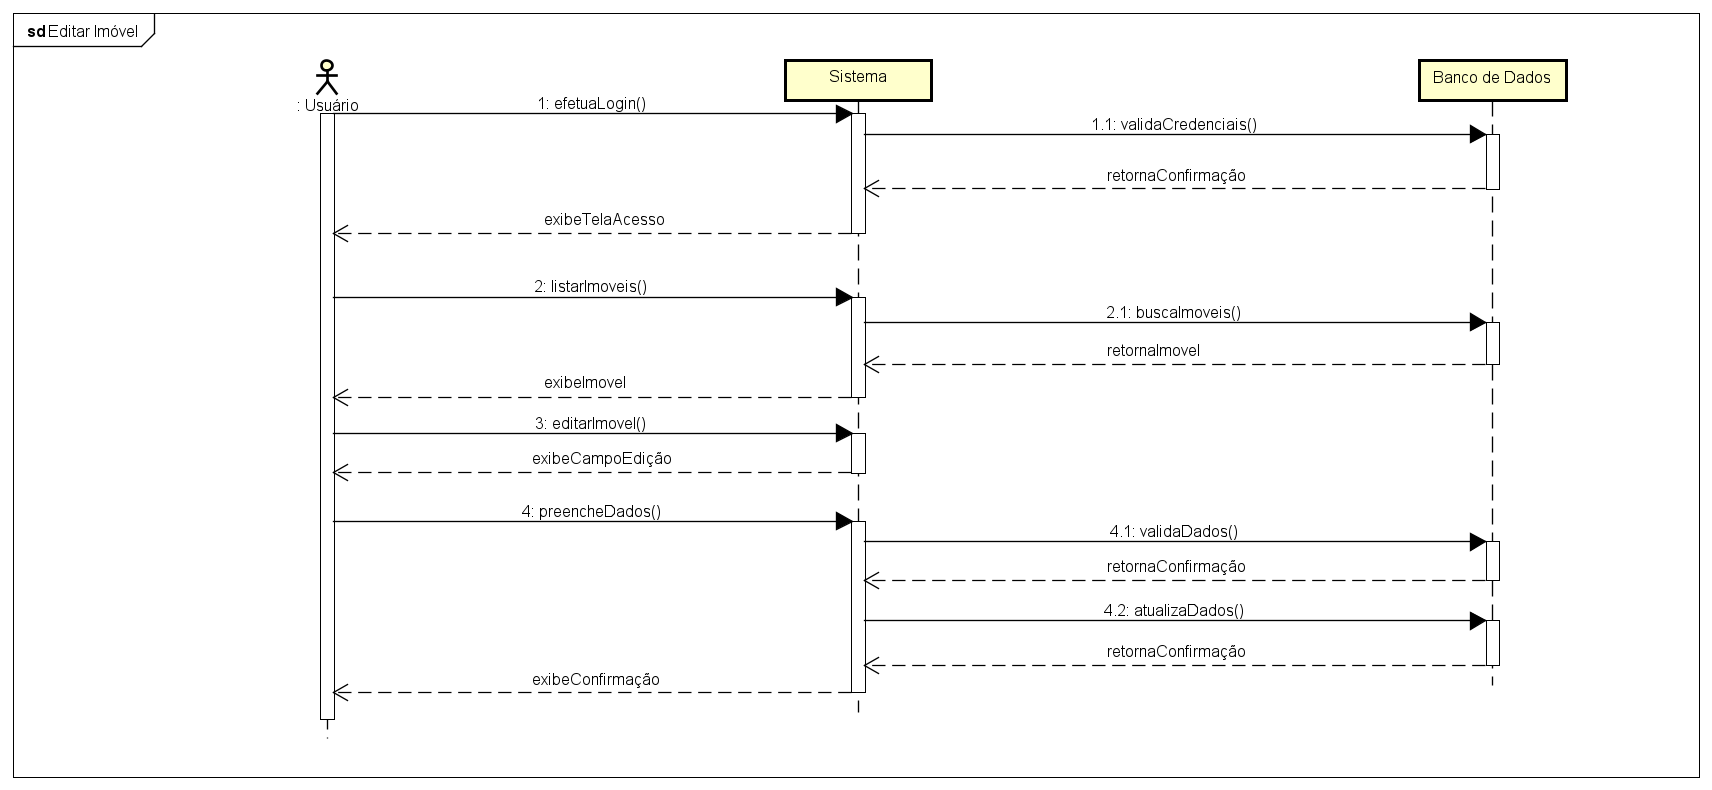 sd Editar Imóvel
: Usuário
Sistema
Banco de Dados
1: efetuaLogin()
1.1: validaCredenciais()
retornaConfirmação
exibeTelaAcesso
2: listarImoveis()
2.1: buscaImoveis()
retornaImovel
exibeImovel
3: editarImovel()
exibeCampoEdição
4: preencheDados()
4.1: validaDados()
retornaConfirmação
4.2: atualizaDados()
retornaConfirmação
exibeConfirmação